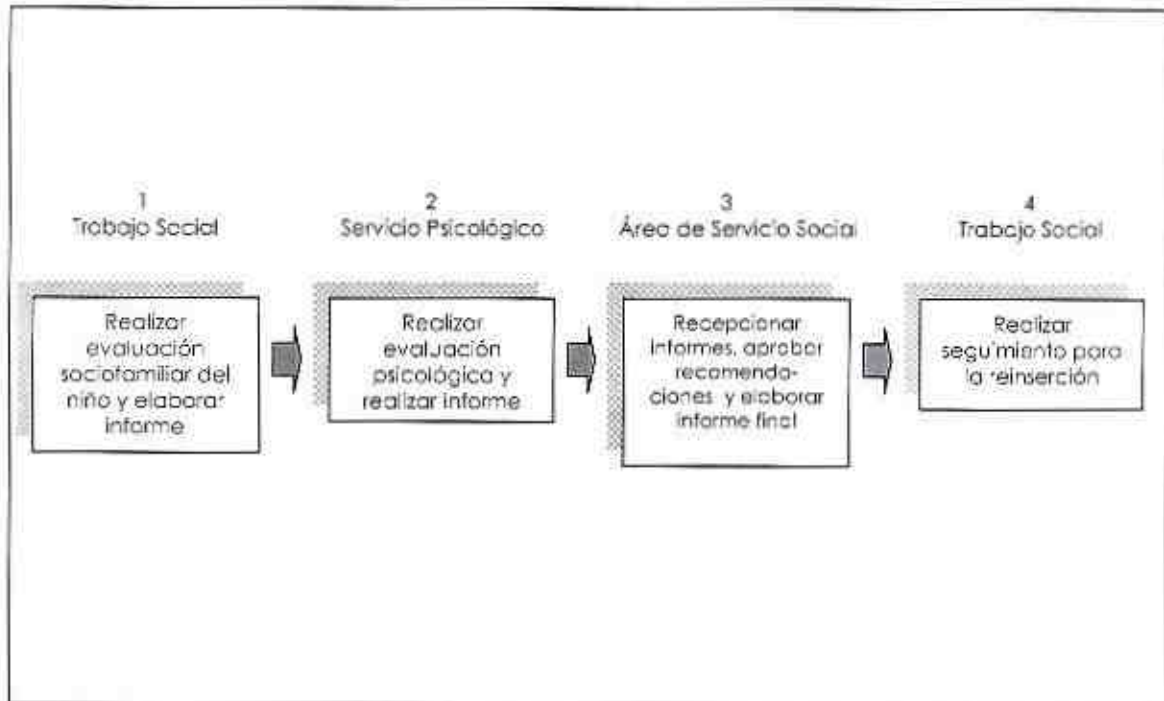 1
Trabajo Social
2
Servicio Psicológico
3
Área de Servicio Social
4
Trabajo Social
Realizar
evaluación
sociofamiliar del
niño y elaborar
informe
Realizar
evaluación
psicológica y
realizar informe
Recepcionar
informes, aprobar
recomenda-
ciones y elaborar
informe final
Realizar
seguimiento para
la reinserción